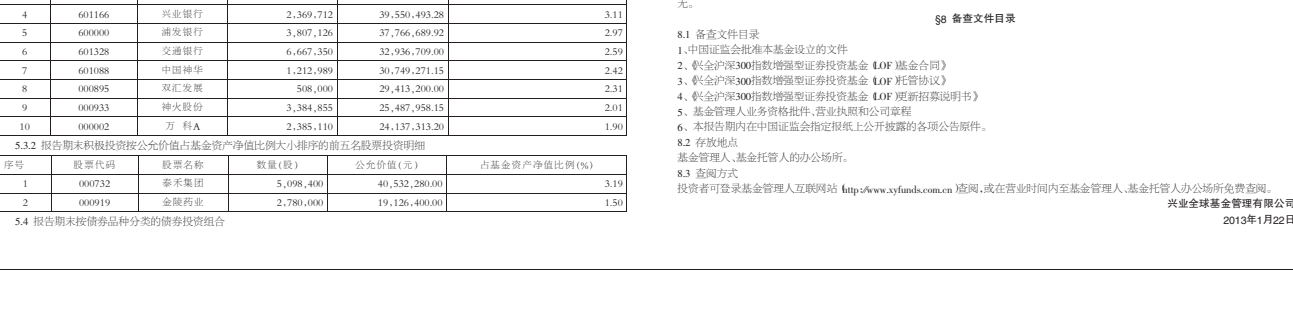 4 601166 兴业银行 2,369,712 39,550,493.28 3.11
5 600000 浦发银行 3,807,126 37,766,689.92 2.97
6 601328 交通银行 6,667,350 32,936,709.00 2.59
7 601088 中国神华 1,212,989 30,749,271.15 2.42
8 000895 双汇发展 508,000 29,413,200.00 2.31
9 000933 神火股份 3,384,855 25,487,958.15 2.01
10 000002 万 科A 2,385,110 24,137,313.20 1.90
5.3.2 报告期末积极投资按公允价值占基金资产净值比例大小排序的前五名股票投资明细
序号 股票代码 股票名称 数量(股) 公允价值(元) 占基金资产净值比例(%)
1 000732 泰禾集团 5,098,400 40,532,280.00 3.19
2 000919 金陵药业 2,780,000 19,126,400.00 1.50
5.4 报告期末按债券品种分类的债券投资组合
无。
§8 备查文件目录
8.1 备查文件目录
1、中国证监会批准本基金设立的文件
2、《兴全沪深300指数增强型证券投资基金(LOF)基金合同》
3、《兴全沪深300指数增强型证券投资基金(LOF)托管协议》
4、《兴全沪深300指数增强型证券投资基金(LOF)更新招募说明书》
5、基金管理人业务资格批件、营业执照和公司章程
6、本报告期内在中国证监会指定报纸上公开披露的各项公告原件。
8.2 存放地点
基金管理人、基金托管人的办公场所。
8.3 查阅方式
投资者可登录基金管理人互联网站(http://www.xyfunds.com.cn)查阅,或在营业时间内至基金管理人、基金托管人办公场所免费查阅。
兴业全球基金管理有限公司
2013年1月22日